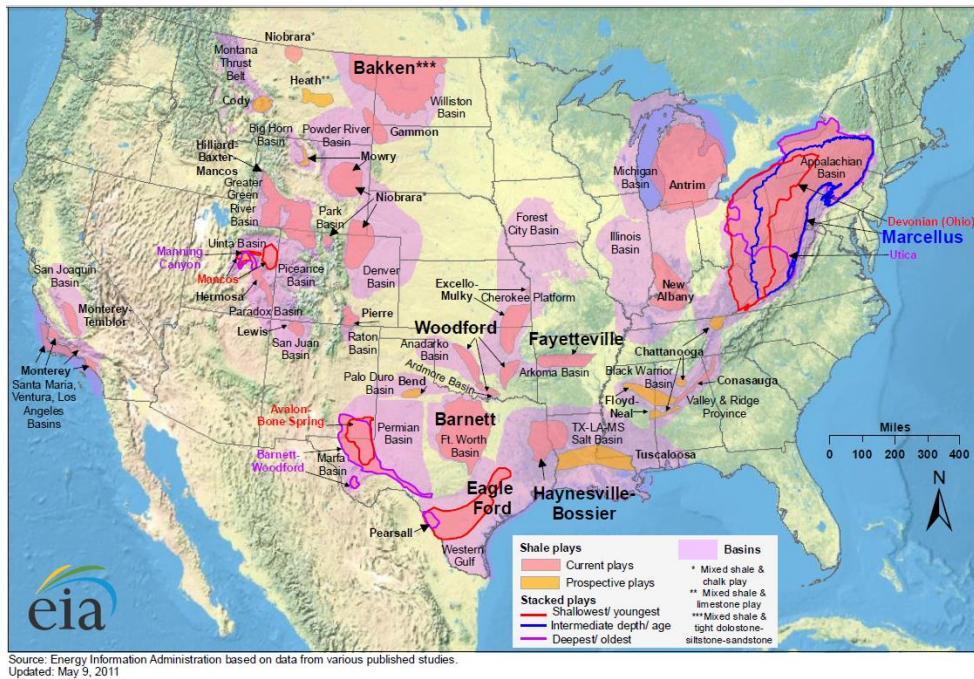 Niobrara*
Montana
Thrust
Belt
Bakken***
Heath**
Cody
Williston
Basin
Big Horn
Basin
Powder River
Basin
Gammon
Hilliard-
Baxter-
Mancos
Mowry
Greater
Green
River
Basin
Park
Basin
Niobrara*
Michigan
Basin
Antrim
Appalachian
Basin
Devonian (Ohio)
Marcellus
Utica
Forest
City Basin
Illinois
Basin
Uinta Basin
Manning
Canyon
Mancos
Piceance
Basin
Denver
Basin
San Joaquin
Basin
Hermosa
Paradox Basin
Excello-
Mulky
Cherokee Platform
New
Albany
Monterey-
Temblor
Lewis
San Juan
Basin
Pierre
Raton
Basin
Woodford
Anadarko
Basin
Fayetteville
Arkoma Basin
Chattanooga
Monterey
Santa Maria,
Ventura, Los
Angeles
Basins
Palo Duro
Basin
Bend
Ardmore Basin
Black Warrior
Basin
Conasauga
Floyd-
Neal
Valley & Ridge
Province
Avalon-
Bone Spring
Permian
Basin
Barnett
Ft. Worth
Basin
TX-LA-MS
Salt Basin
Tuscaloosa
Barnett-
Woodford
Marfa
Basin
Eagle
Ford
Haynesville-
Bossier
Pearsall
Western
Gulf
Miles
0 100 200 300 400
N
Shale plays
Current plays
Prospective plays
Stacked plays
Shallowest/ youngest
Intermediate depth/ age
Deepest/ oldest
Basins
* Mixed shale &
chalk play
** Mixed shale &
limestone play
***Mixed shale &
tight dolostone-
siltstone-sandstone
eia
Source: Energy Information Administration based on data from various published studies.
Updated: May 9, 2011